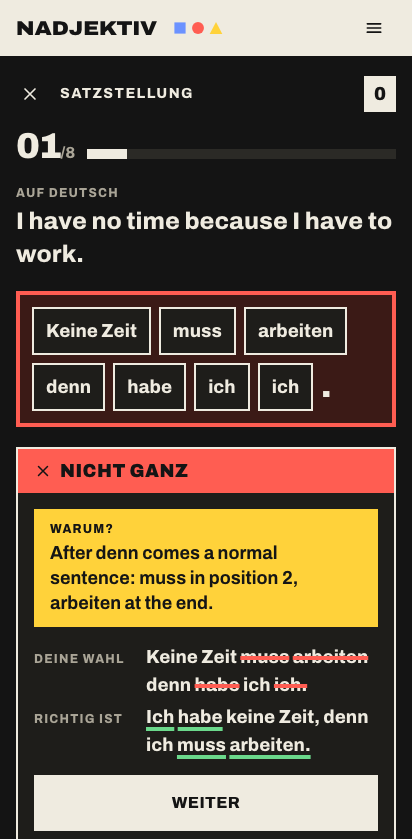 NADJEKTIV
SATZSTELLUNG
0
01/8
AUF DEUTSCH
I have no time because I have to
work.
Keine Zeit muss arbeiten
denn habe ich ich .
NICHT GANZ
WARUM?
After denn comes a normal
sentence: muss in position 2,
arbeiten at the end.
DEINE WAHL Keine Zeit muss arbeiten
denn habe ich ich.
RICHTIG IST Ich habe keine Zeit, denn
ich muss arbeiten.
WEITER